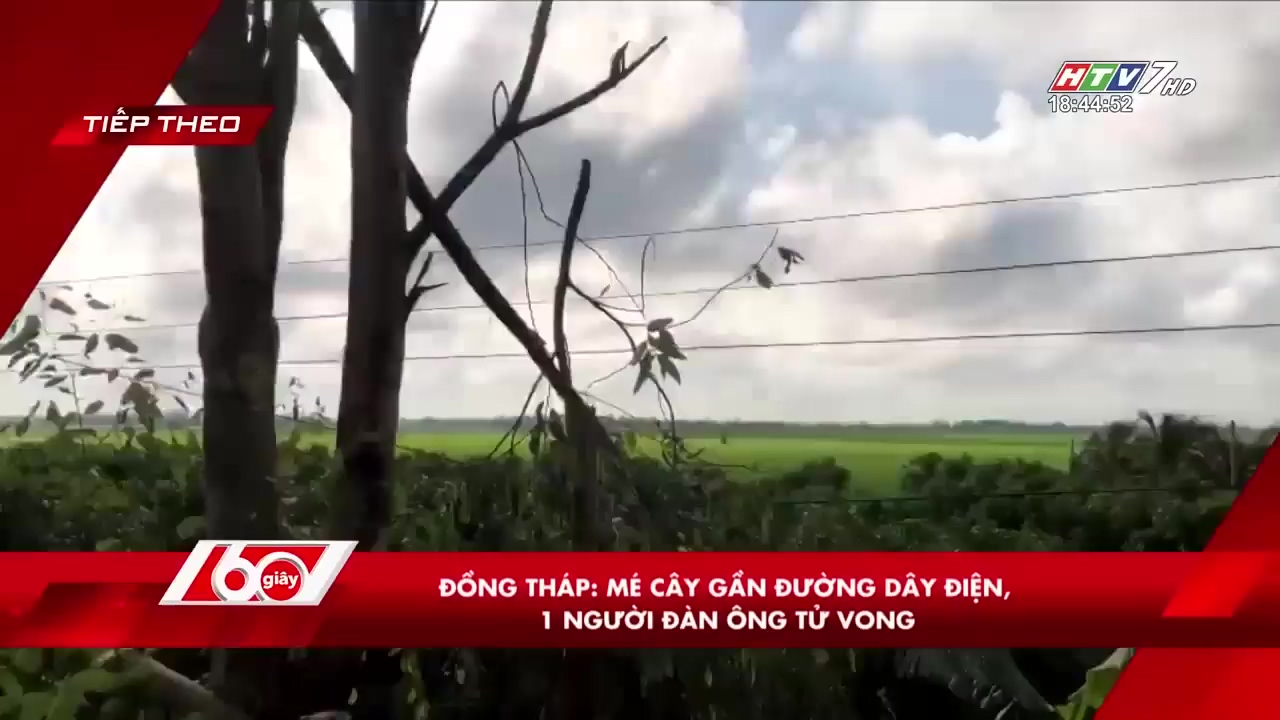 TIẾP THEO
HTV7 HD
18:44:52
60 giây
ĐỒNG THÁP: MÉ CÂY GẦN ĐƯỜNG DÂY ĐIỆN,
1 NGƯỜI ĐÀN ÔNG TỬ VONG